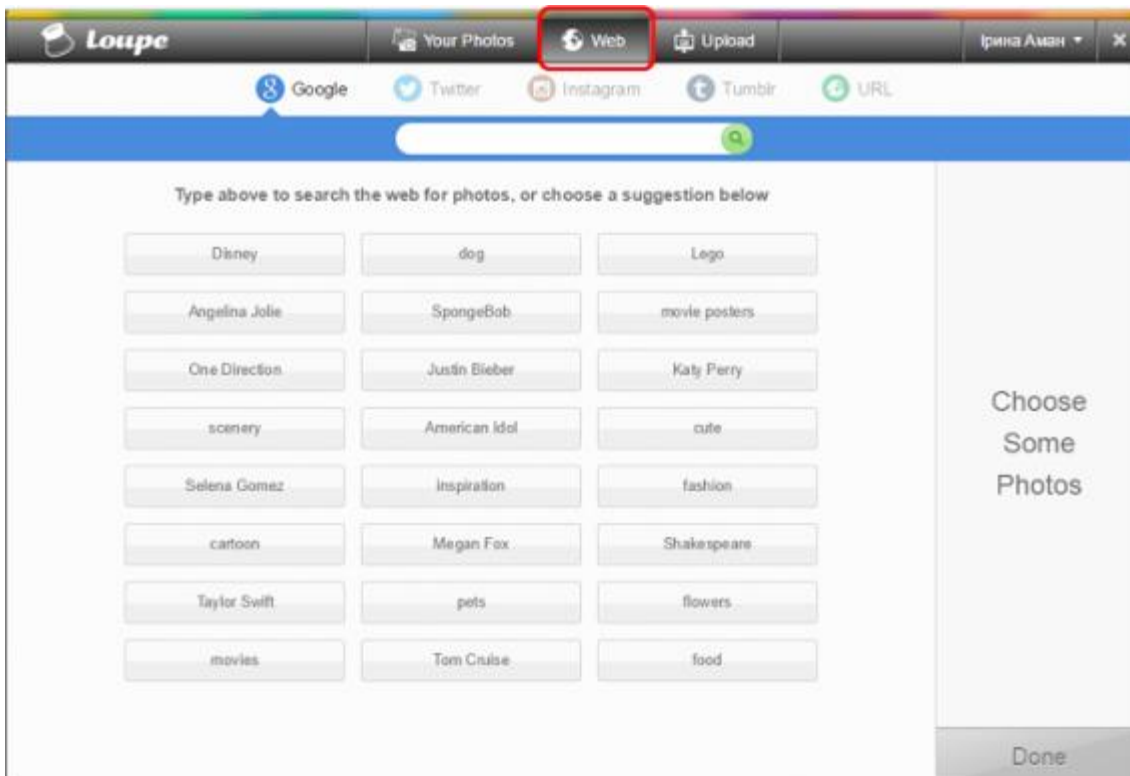 Loupe Your Photos Web Upload Ірина Аман
Google Twitter Instagram Tumblr URL
Type above to search the web for photos, or choose a suggestion below
Disney dog Lego
Angelina Jolie SpongeBob movie posters
One Direction Justin Bieber Katy Perry
scenery American Idol cute
Selena Gomez inspiration fashion
cartoon Megan Fox Shakespeare
Taylor Swift pets flowers
movies Tom Cruise food
Choose
Some
Photos
Done